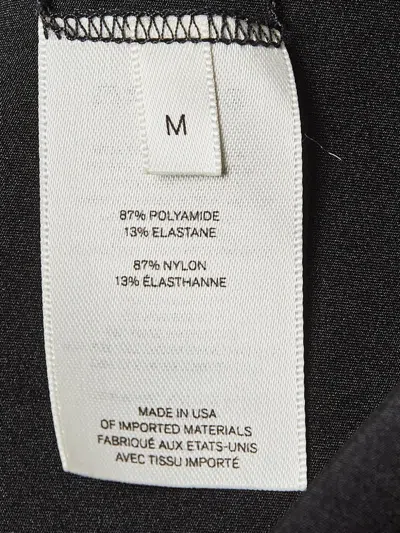 M
87% POLYAMIDE
13% ELASTANE
87% NYLON
13% ÉLASTHANNE
MADE IN USA
OF IMPORTED MATERIALS
FABRIQUÉ AUX ETATS-UNIS
AVEC TISSU IMPORTÉ